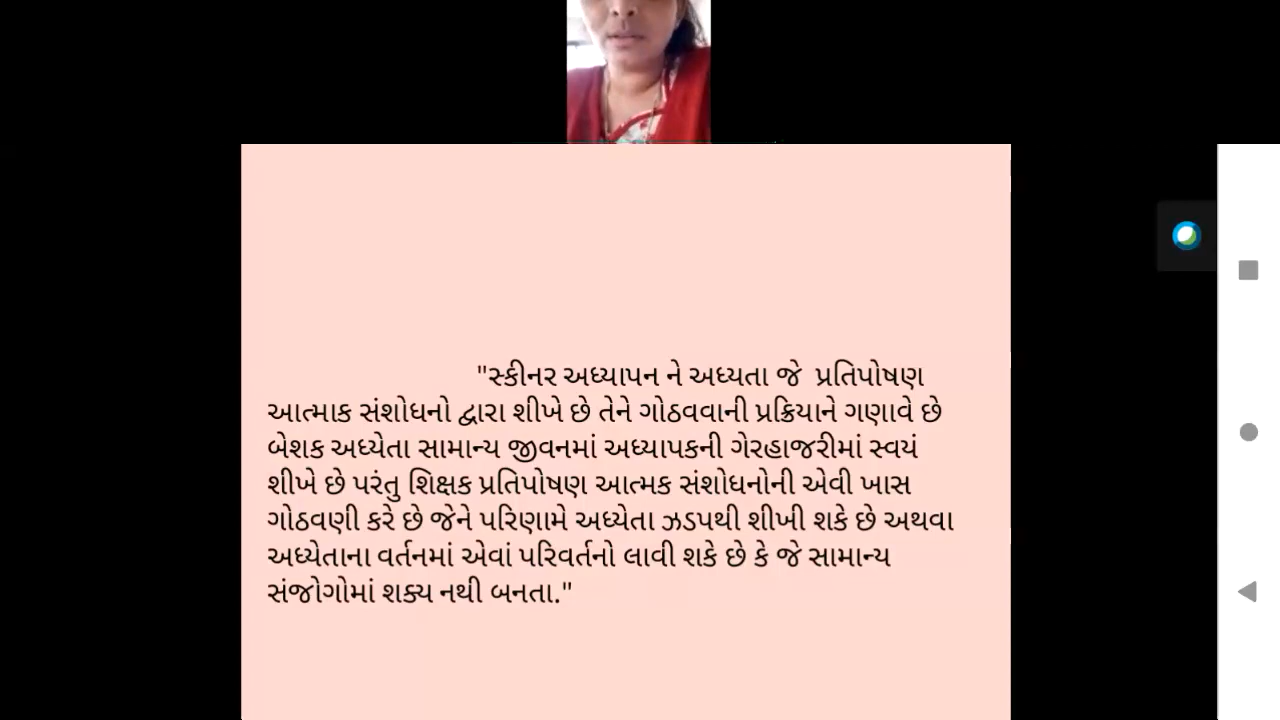 "સ્કીનર અધ્યાપન ને અધ્યતા જે  પ્રતિપોષણ
આત્માક સંશોધનો દ્વારા શીખે છે તેને ગોઠવવાની પ્રક્રિયાને ગણાવે છે
બેશક અધ્યેતા સામાન્ય જીવનમાં અધ્યાપકની ગેરહાજરીમાં સ્વયં
શીખે છે પરંતુ શિક્ષક પ્રતિપોષણ આત્મક સંશોધનોની એવી ખાસ
ગોઠવણી કરે છે જેને પરિણામે અધ્યેતા ઝડપથી શીખી શકે છે અથવા
અધ્યેતાના વર્તનમાં એવાં પરિવર્તનો લાવી શકે છે કે જે સામાન્ય
સંજોગોમાં શક્ય નથી બનતા."